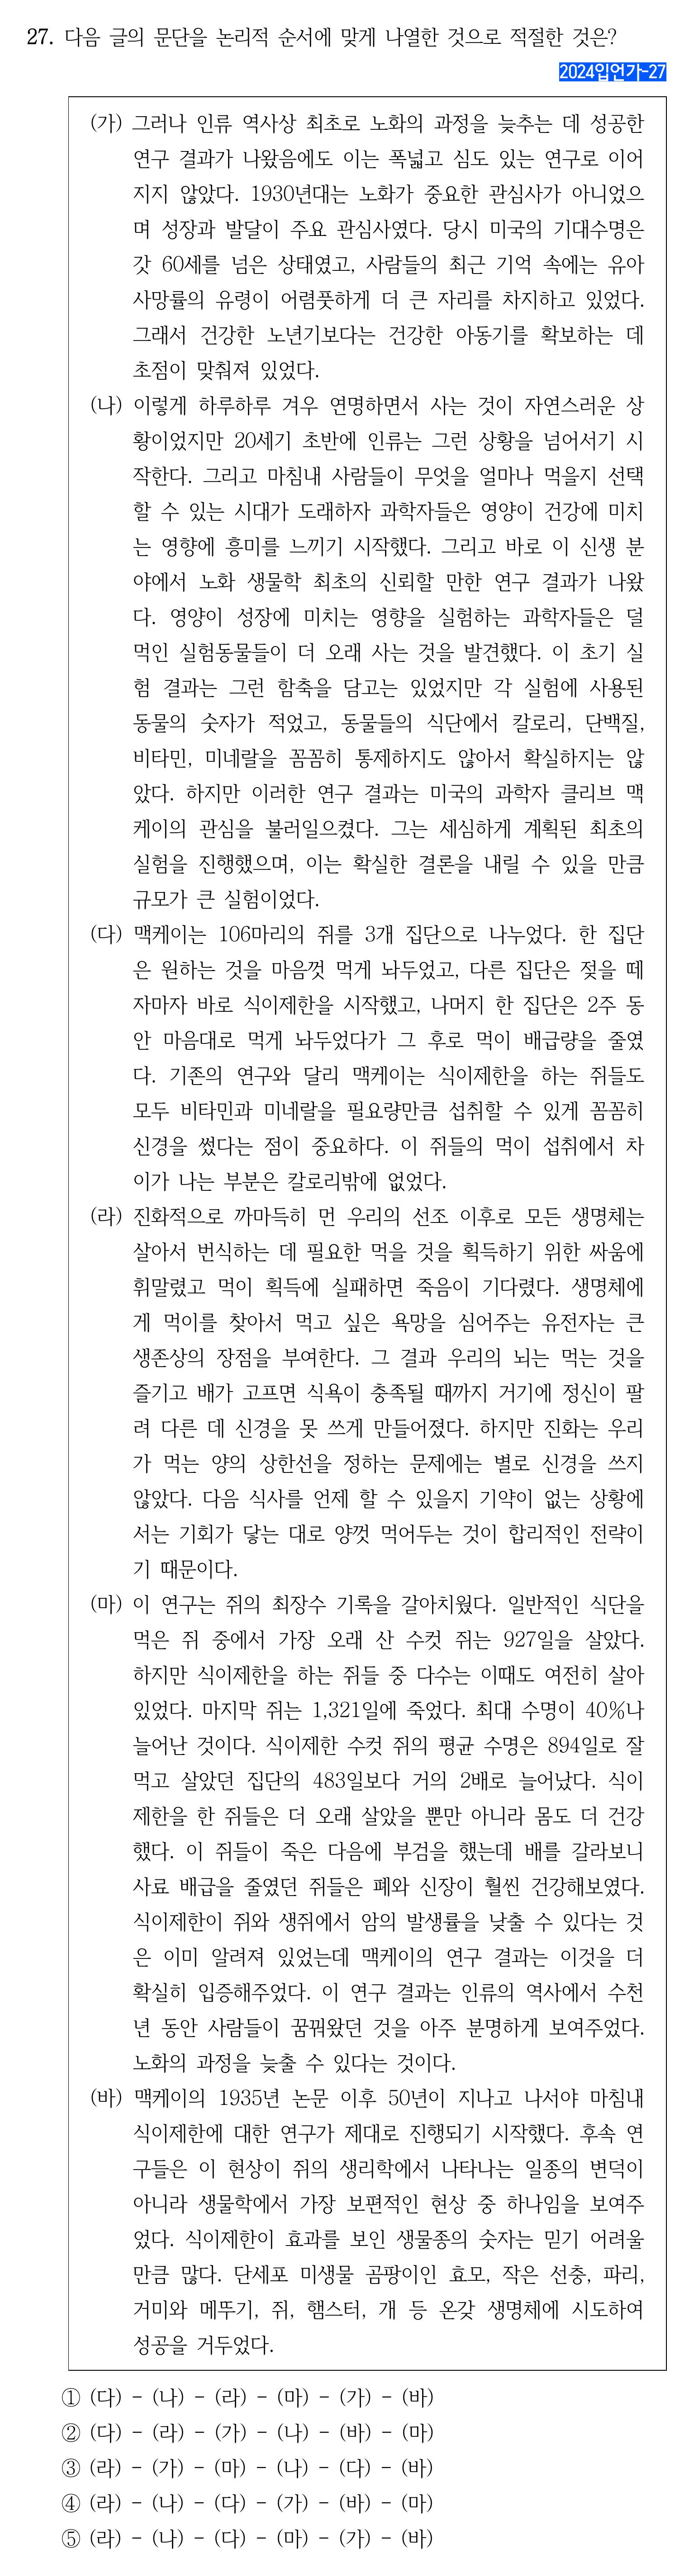 27. 다음 글의 문단을 논리적 순서에 맞게 나열한 것으로 적절한 것은?
2024입언가-27
(가) 그러나 인류 역사상 최초로 노화의 과정을 늦추는 데 성공한
연구 결과가 나왔음에도 이는 폭넓고 심도 있는 연구로 이어
지지 않았다. 1930년대는 노화가 중요한 관심사가 아니었으
며 성장과 발달이 주요 관심사였다. 당시 미국의 기대수명은
갓 60세를 넘은 상태였고, 사람들의 최근 기억 속에는 유아
사망률의 유령이 어렴풋하게 더 큰 자리를 차지하고 있었다.
그래서 건강한 노년기보다는 건강한 아동기를 확보하는 데
초점이 맞춰져 있었다.
(나) 이렇게 하루하루 겨우 연명하면서 사는 것이 자연스러운 상
황이었지만 20세기 초반에 인류는 그런 상황을 넘어서기 시
작한다. 그리고 마침내 사람들이 무엇을 얼마나 먹을지 선택
할 수 있는 시대가 도래하자 과학자들은 영양이 건강에 미치
는 영향에 흥미를 느끼기 시작했다. 그리고 바로 이 신생 분
야에서 노화 생물학 최초의 신뢰할 만한 연구 결과가 나왔
다. 영양이 성장에 미치는 영향을 실험하는 과학자들은 덜
먹인 실험동물들이 더 오래 사는 것을 발견했다. 이 초기 실
험 결과는 그런 함축을 담고는 있었지만 각 실험에 사용된
동물의 숫자가 적었고, 동물들의 식단에서 칼로리, 단백질,
비타민, 미네랄을 꼼꼼히 통제하지도 않아서 확실하지는 않
았다. 하지만 이러한 연구 결과는 미국의 과학자 클리브 맥
케이의 관심을 불러일으켰다. 그는 세심하게 계획된 최초의
실험을 진행했으며, 이는 확실한 결론을 내릴 수 있을 만큼
규모가 큰 실험이었다.
(다) 맥케이는 106마리의 쥐를 3개 집단으로 나누었다. 한 집단
은 원하는 것을 마음껏 먹게 놔두었고, 다른 집단은 젖을 떼
자마자 바로 식이제한을 시작했고, 나머지 한 집단은 2주 동
안 마음대로 먹게 놔두었다가 그 후로 먹이 배급량을 줄였
다. 기존의 연구와 달리 맥케이는 식이제한을 하는 쥐들도
모두 비타민과 미네랄을 필요량만큼 섭취할 수 있게 꼼꼼히
신경을 썼다는 점이 중요하다. 이 쥐들의 먹이 섭취에서 차
이가 나는 부분은 칼로리밖에 없었다.
(라) 진화적으로 까마득히 먼 우리의 선조 이후로 모든 생명체는
살아서 번식하는 데 필요한 먹을 것을 획득하기 위한 싸움에
휘말렸고 먹이 획득에 실패하면 죽음이 기다렸다. 생명체에
게 먹이를 찾아서 먹고 싶은 욕망을 심어주는 유전자는 큰
생존상의 장점을 부여한다. 그 결과 우리의 뇌는 먹는 것을
즐기고 배가 고프면 식욕이 충족될 때까지 거기에 정신이 팔
려 다른 데 신경을 못 쓰게 만들어졌다. 하지만 진화는 우리
가 먹는 양의 상한선을 정하는 문제에는 별로 신경을 쓰지
않았다. 다음 식사를 언제 할 수 있을지 기약이 없는 상황에
서는 기회가 닿는 대로 양껏 먹어두는 것이 합리적인 전략이
기 때문이다.
(마) 이 연구는 쥐의 최장수 기록을 갈아치웠다. 일반적인 식단을
먹은 쥐 중에서 가장 오래 산 수컷 쥐는 927일을 살았다.
하지만 식이제한을 하는 쥐들 중 다수는 이때도 여전히 살아
있었다. 마지막 쥐는 1,321일에 죽었다. 최대 수명이 40%나
늘어난 것이다. 식이제한 수컷 쥐의 평균 수명은 894일로 잘
먹고 살았던 집단의 483일보다 거의 2배로 늘어났다. 식이
제한을 한 쥐들은 더 오래 살았을 뿐만 아니라 몸도 더 건강
했다. 이 쥐들이 죽은 다음에 부검을 했는데 배를 갈라보니
사료 배급을 줄였던 쥐들은 폐와 신장이 훨씬 건강해보였다.
식이제한이 쥐와 생쥐에서 암의 발생률을 낮출 수 있다는 것
은 이미 알려져 있었는데 맥케이의 연구 결과는 이것을 더
확실히 입증해주었다. 이 연구 결과는 인류의 역사에서 수천
년 동안 사람들이 꿈꿔왔던 것을 아주 분명하게 보여주었다.
노화의 과정을 늦출 수 있다는 것이다.
(바) 맥케이의 1935년 논문 이후 50년이 지나고 나서야 마침내
식이제한에 대한 연구가 제대로 진행되기 시작했다. 후속 연
구들은 이 현상이 쥐의 생리학에서 나타나는 일종의 변덕이
아니라 생물학에서 가장 보편적인 현상 중 하나임을 보여주
었다. 식이제한이 효과를 보인 생물종의 숫자는 믿기 어려울
만큼 많다. 단세포 미생물 곰팡이인 효모, 작은 선충, 파리,
거미와 메뚜기, 쥐, 햄스터, 개 등 온갖 생명체에 시도하여
성공을 거두었다.
① (다) - (나) - (라) - (마) - (가) - (바)
② (다) - (라) - (가) - (나) - (바) - (마)
③ (라) - (가) - (마) - (나) - (다) - (바)
④ (라) - (나) - (다) - (가) - (바) - (마)
⑤ (라) - (나) - (다) - (마) - (가) - (바)